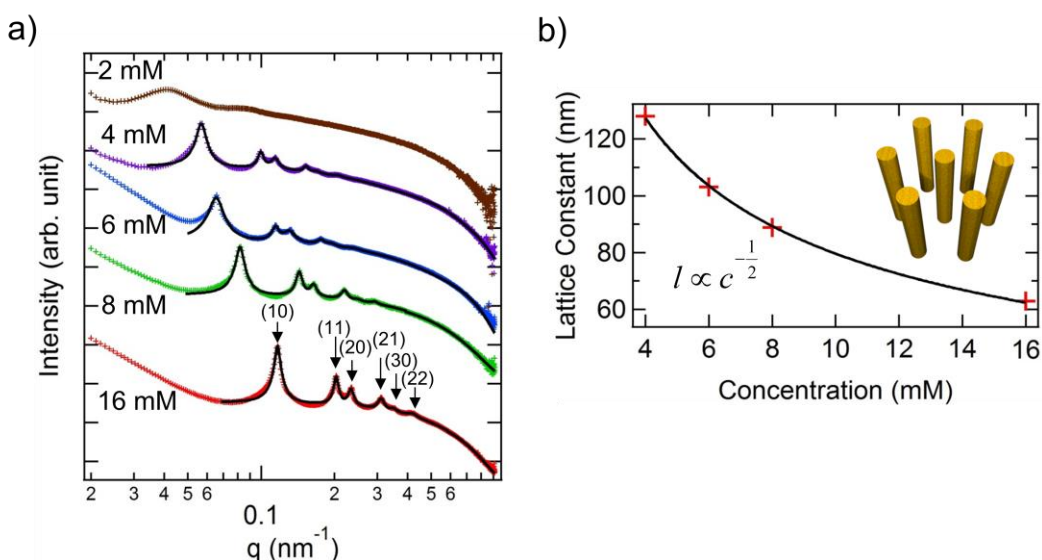 a)
2 mM
4 mM
6 mM
8 mM
16 mM
(10)
(11)
(20)
(21)
(30)
(22)
Intensity (arb. unit)
2 3 4 5 6 0.1 2 3 4 5 6
q (nm⁻¹)
b)
120
100
80
60
Lattice Constant (nm)
l ∝ c^{-1/2}
4 6 8 10 12 14 16
Concentration (mM)